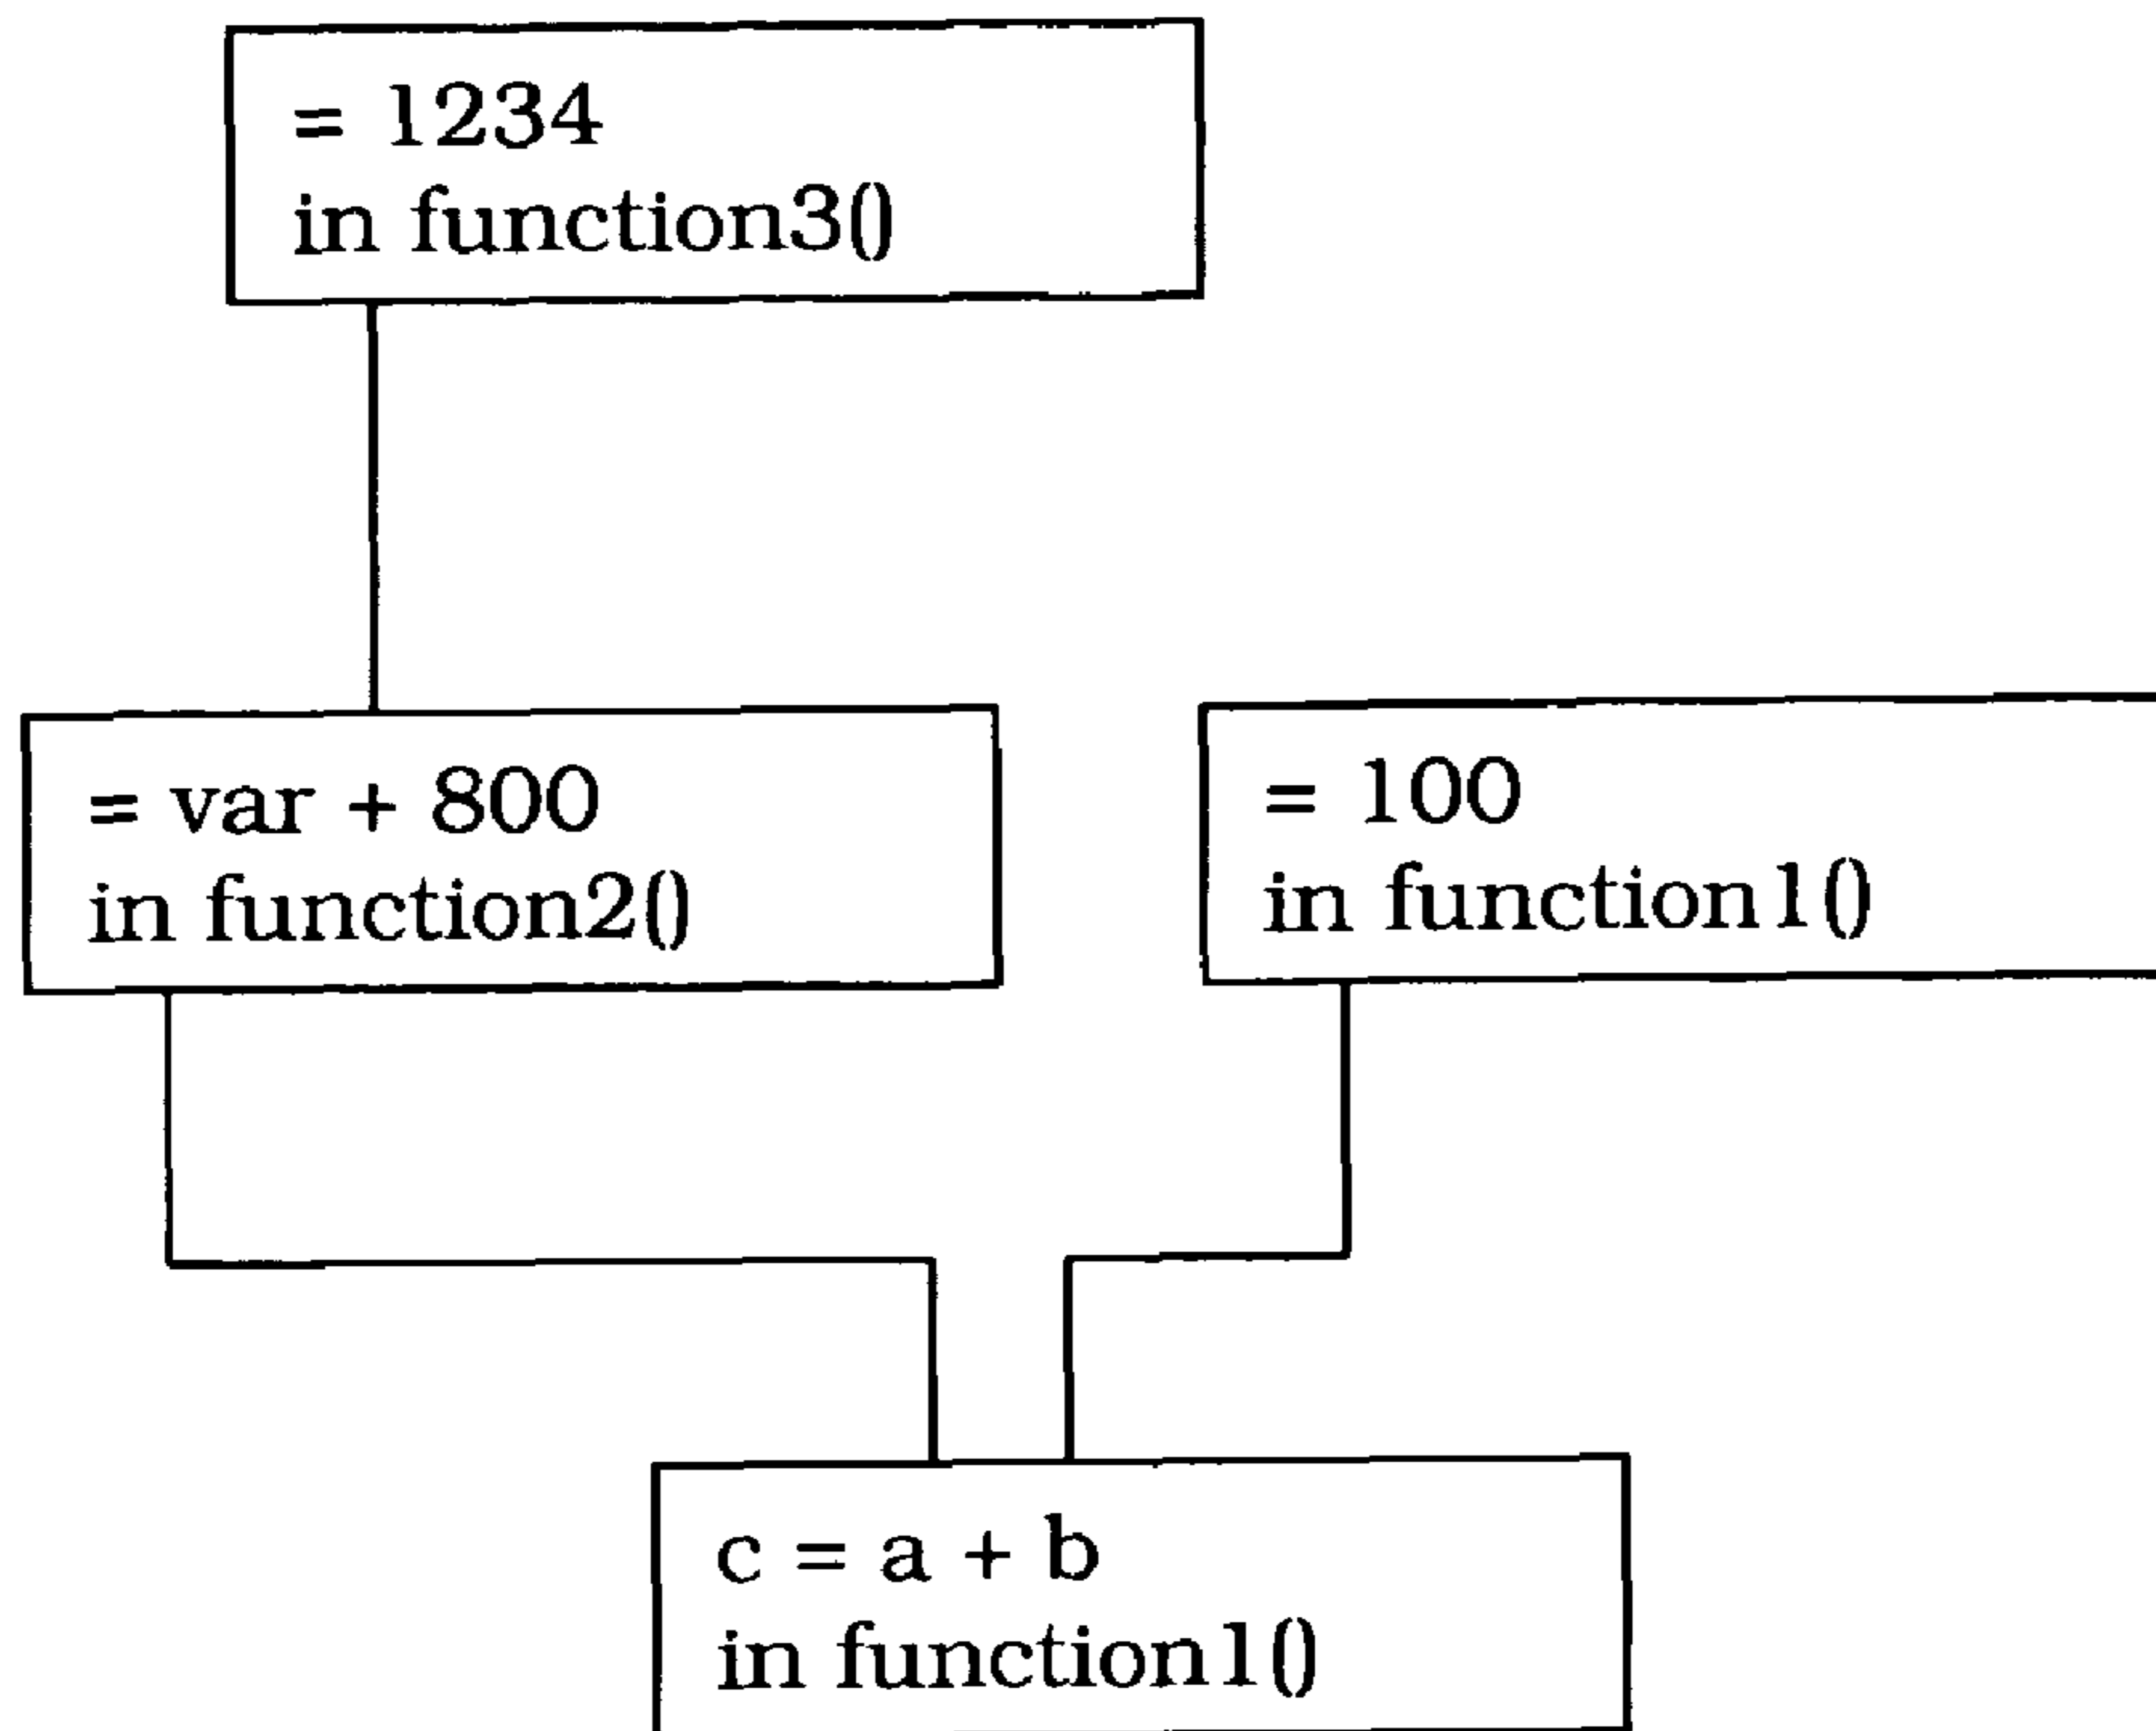 = 1234
in function3()
= var + 800
in function2()
= 100
in function1()
c = a + b
in function1()